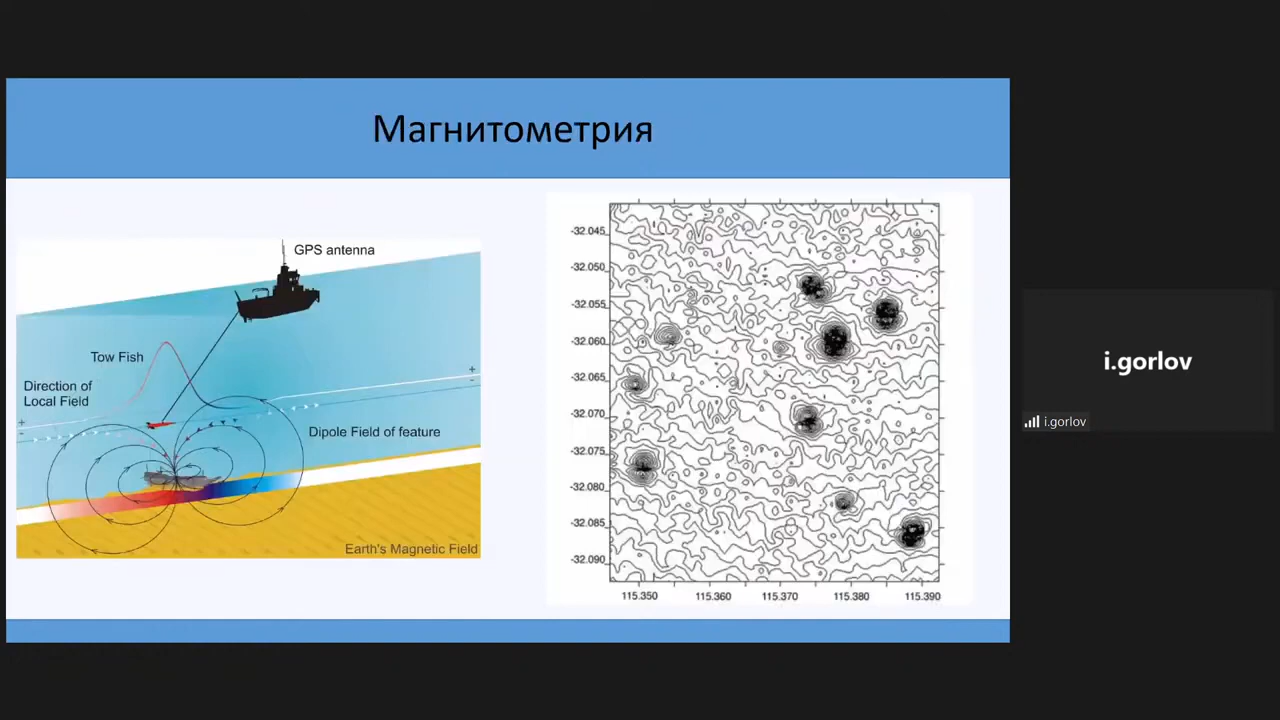 Магнитометрия
GPS antenna
Tow Fish
Direction of
Local Field
Dipole Field of feature
Earth's Magnetic Field
-32.045
-32.050
-32.055
-32.060
-32.065
-32.070
-32.075
-32.080
-32.085
-32.090
115.350 115.360 115.370 115.380 115.390
i.gorlov
i.gorlov